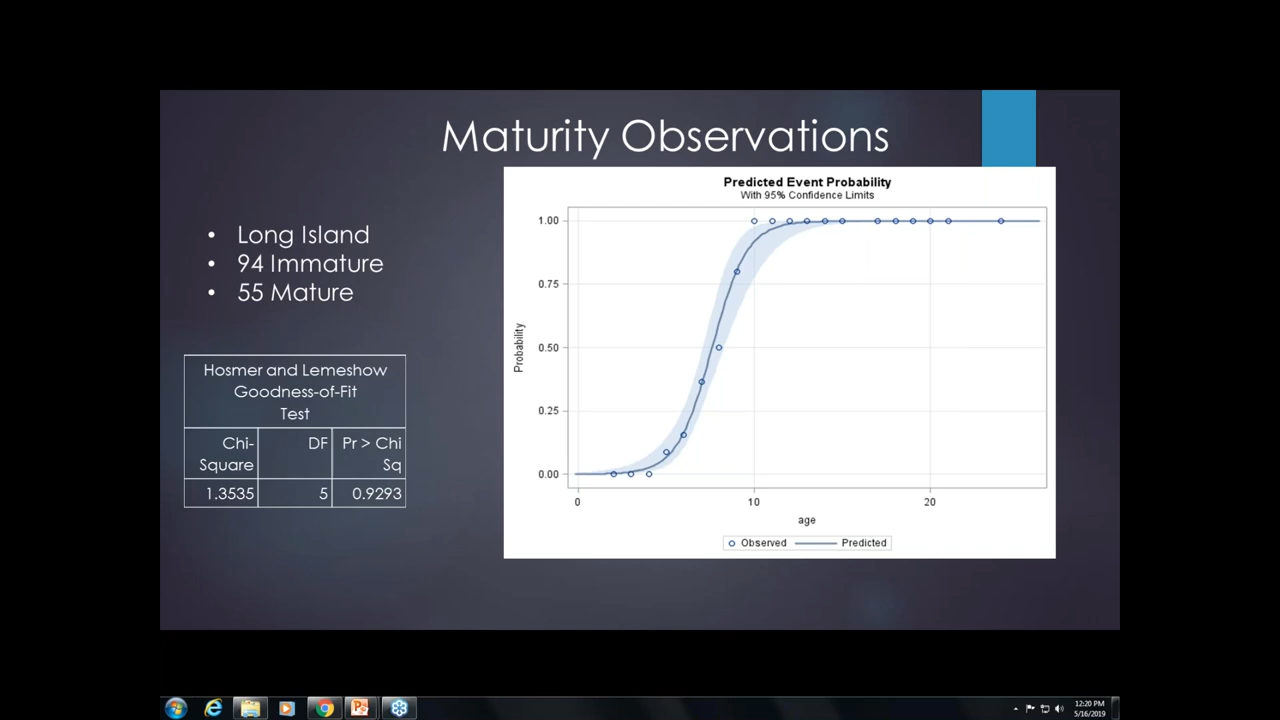 Maturity Observations
• Long Island
• 94 Immature
• 55 Mature
Hosmer and Lemeshow
Goodness-of-Fit
Test
Chi-
Square
DF
Pr > Chi
Sq
1.3535
5
0.9293
Predicted Event Probability
With 95% Confidence Limits
1.00
0.75
0.50
0.25
0.00
Probability
0
10
20
age
Observed
Predicted
12:20 PM
5/16/2019